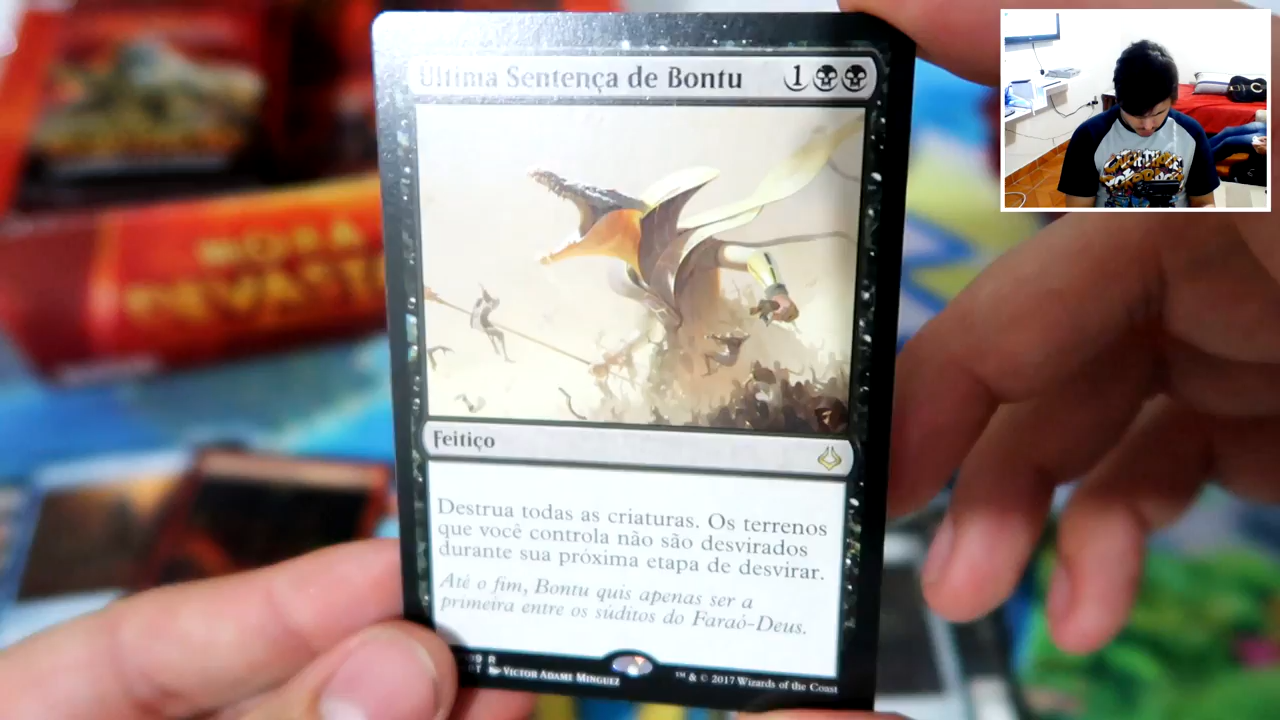 Última Sentença de Bontu 1
Feitiço
Destrua todas as criaturas. Os terrenos
que você controla não são desvirados
durante sua próxima etapa de desvirar.
Até o fim, Bontu quis apenas ser a
primeira entre os súditos do Faraó-Deus.
R
Victor Adame Minguez
™ & © 2017 Wizards of the Coast
HORA
DEVAST